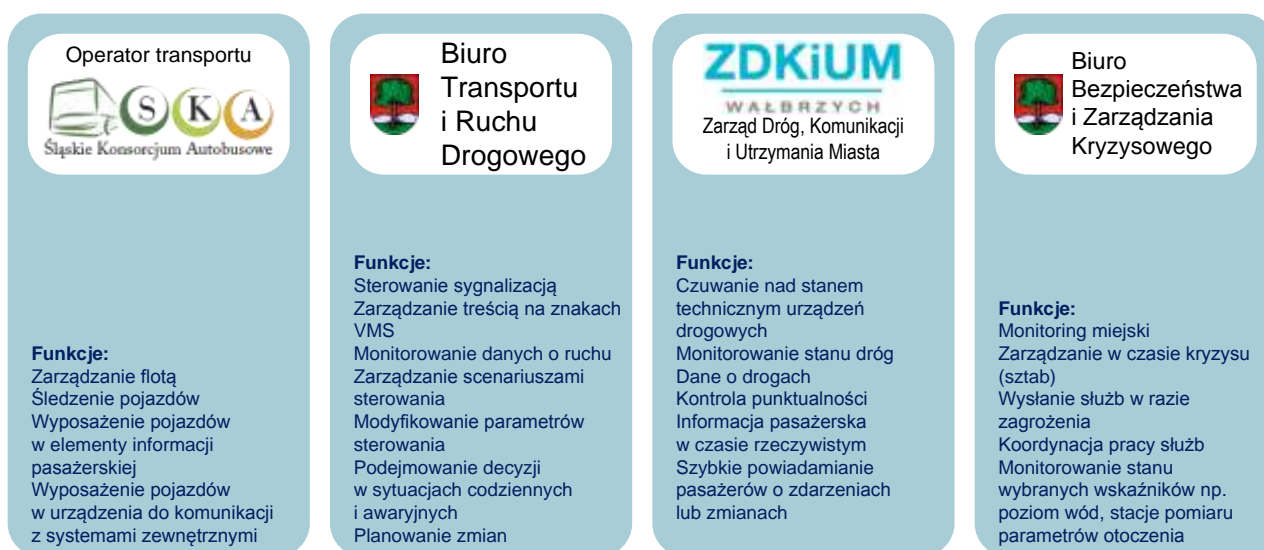 Operator transportu
S K A
Śląskie Konsorcjum Autobusowe
Funkcje:
Zarządzanie flotą
Śledzenie pojazdów
Wyposażenie pojazdów
w elementy informacji
pasażerskiej
Wyposażenie pojazdów
w urządzenia do komunikacji
z systemami zewnętrznymi
Biuro
Transportu
i Ruchu
Drogowego
Funkcje:
Sterowanie sygnalizacją
Zarządzanie treścią na znakach
VMS
Monitorowanie danych o ruchu
Zarządzanie scenariuszami
sterowania
Modyfikowanie parametrów
sterowania
Podejmowanie decyzji
w sytuacjach codziennych
i awaryjnych
Planowanie zmian
ZDKiUM
WAŁBRZYCH
Zarząd Dróg, Komunikacji
i Utrzymania Miasta
Funkcje:
Czuwanie nad stanem
technicznym urządzeń
drogowych
Monitorowanie stanu dróg
Dane o drogach
Kontrola punktualności
Informacja pasażerska
w czasie rzeczywistym
Szybkie powiadamianie
pasażerów o zdarzeniach
lub zmianach
Biuro
Bezpieczeństwa
i Zarządzania
Kryzysowego
Funkcje:
Monitoring miejski
Zarządzanie w czasie kryzysu
(sztab)
Wysłanie służb w razie
zagrożenia
Koordynacja pracy służb
Monitorowanie stanu
wybranych wskaźników np.
poziom wód, stacje pomiaru
parametrów otoczenia